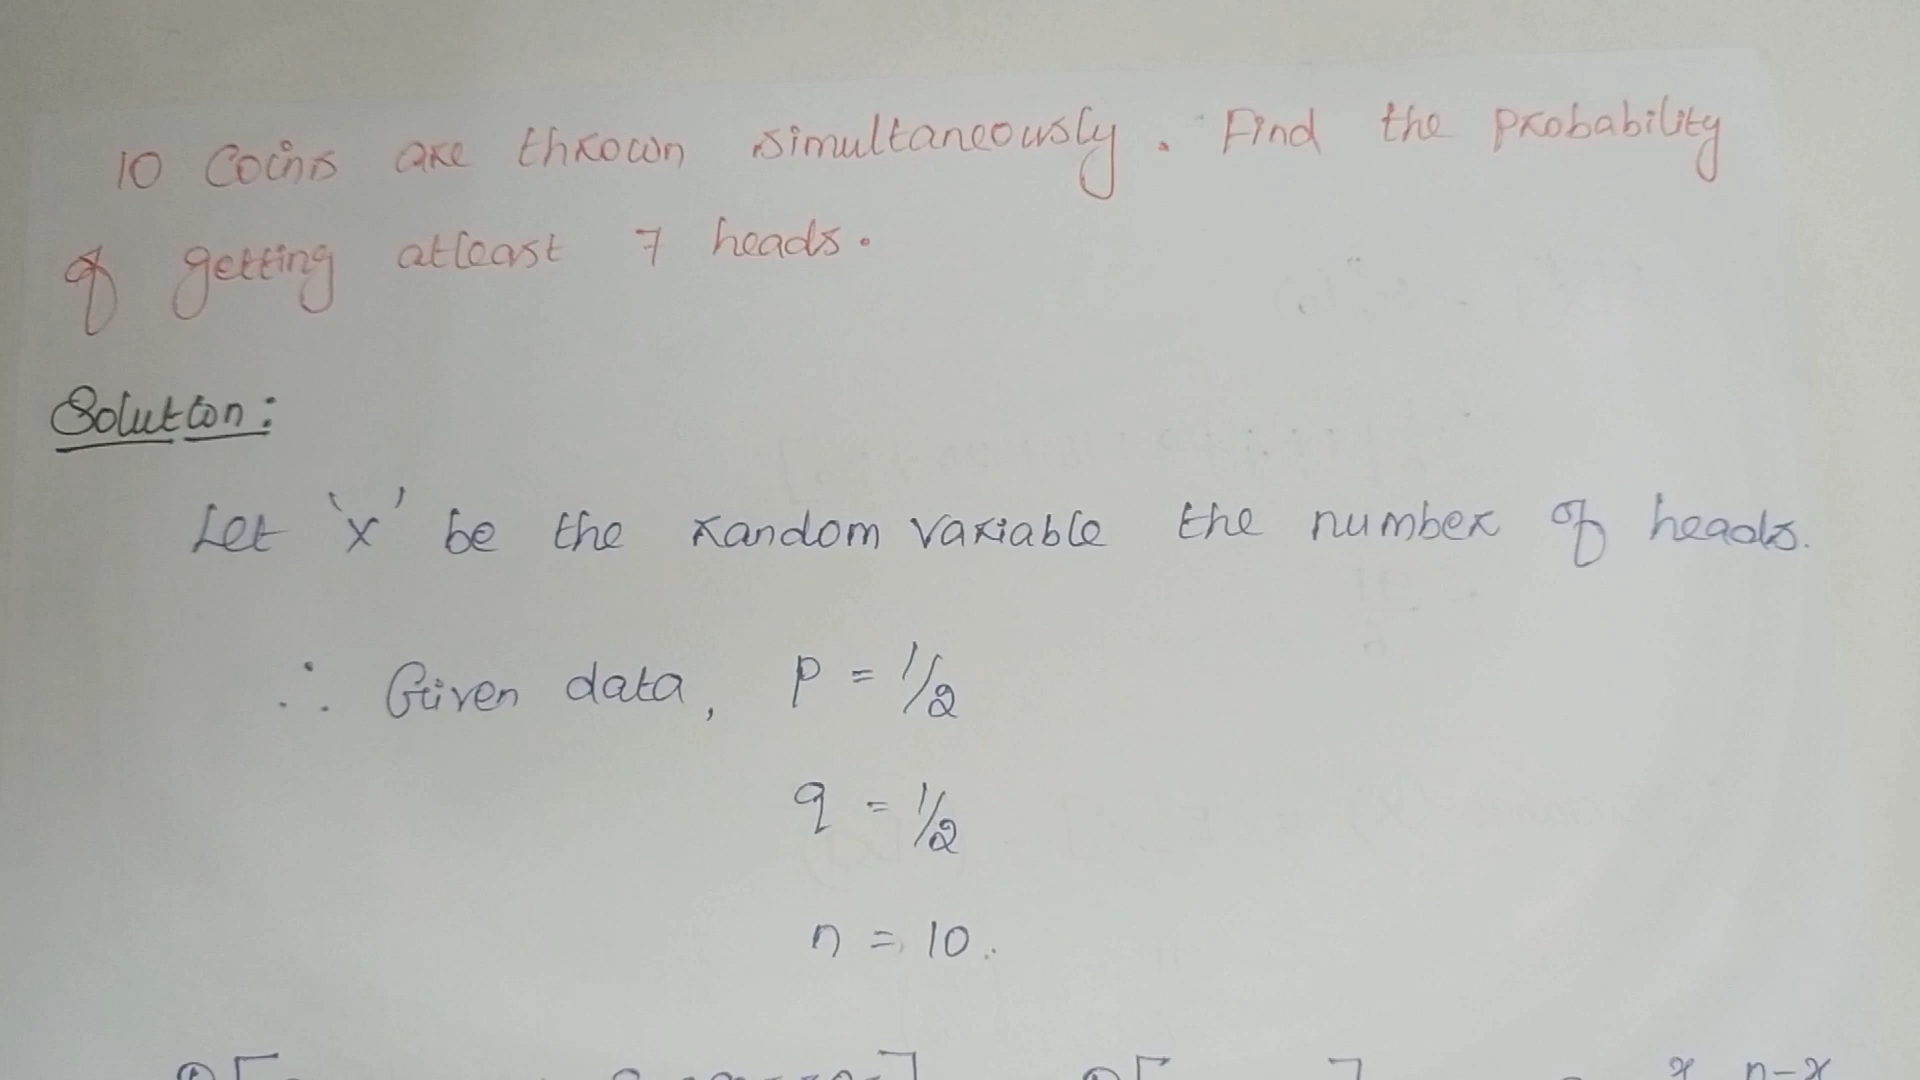 10 Coins are thrown simultaneously. Find the probability
of getting atleast 7 heads.
Solution:
Let 'x' be the random variable the number of heads.
∴ Given data, p = 1/2
q = 1/2
n = 10.
x n-x